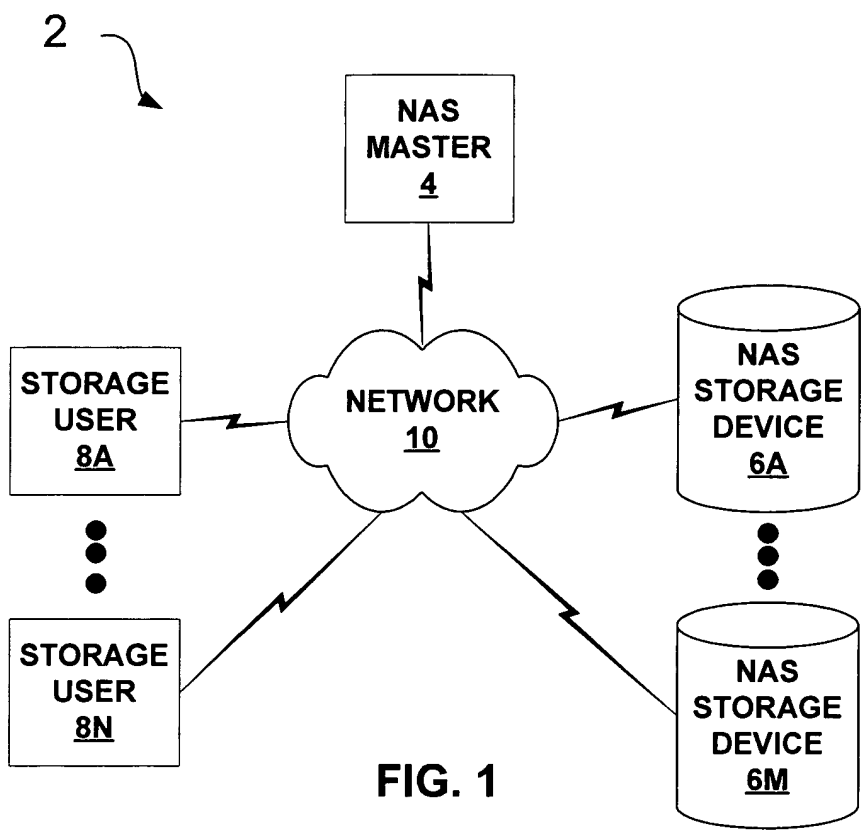 2
NAS
MASTER
4
STORAGE
USER
8A
NETWORK
10
NAS
STORAGE
DEVICE
6A
STORAGE
USER
8N
NAS
STORAGE
DEVICE
6M
FIG. 1